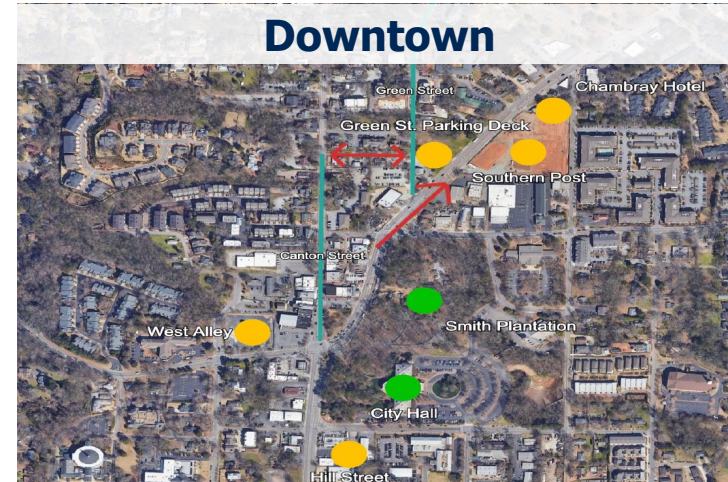 Downtown
Green Street
Chambray Hotel
Green St. Parking Deck
Southern Post
Canton Street
West Alley
Smith Plantation
City Hall
Hill Street